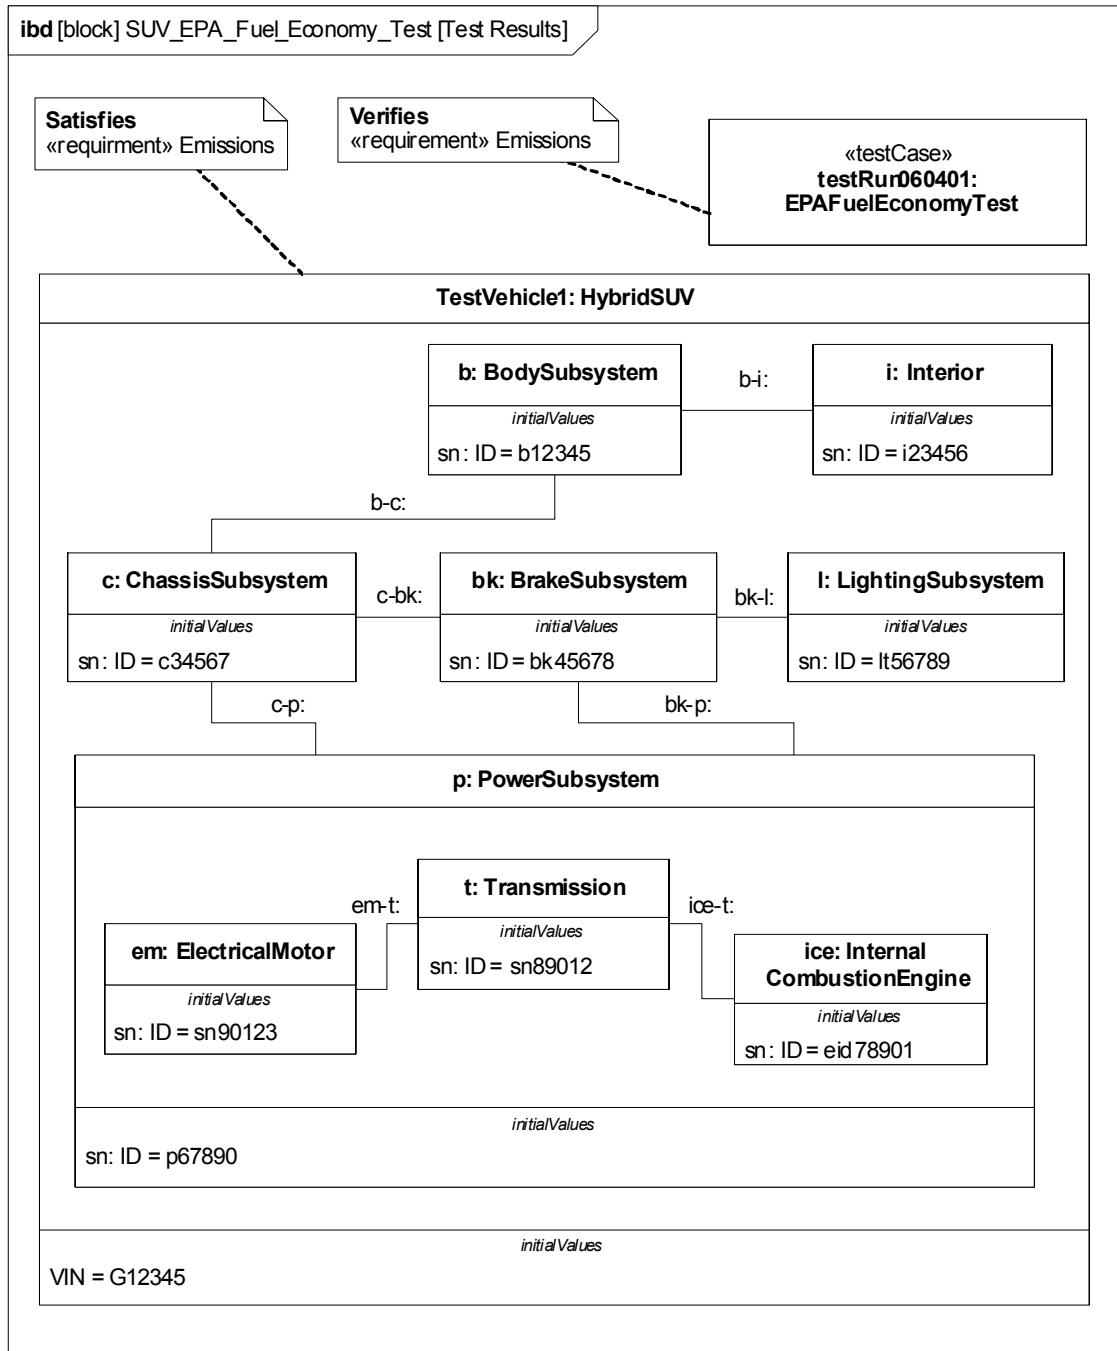 ibd [block] SUV_EPA_Fuel_Economy_Test [Test Results]
Satisfies
«requirment» Emissions
Verifies
«requirement» Emissions
«testCase»
testRun060401:
EPAFuelEconomyTest
TestVehicle1: HybridSUV
b: BodySubsystem
initialValues
sn: ID = b12345
b-i:
i: Interior
initialValues
sn: ID = i23456
b-c:
c: ChassisSubsystem
initialValues
sn: ID = c34567
c-bk:
bk: BrakeSubsystem
initialValues
sn: ID = bk45678
bk-l:
l: LightingSubsystem
initialValues
sn: ID = lt56789
c-p:
bk-p:
p: PowerSubsystem
em-t:
t: Transmission
initialValues
sn: ID = sn89012
ice-t:
em: ElectricalMotor
initialValues
sn: ID = sn90123
ice: Internal
CombustionEngine
initialValues
sn: ID = eid78901
initialValues
sn: ID = p67890
initialValues
VIN = G12345